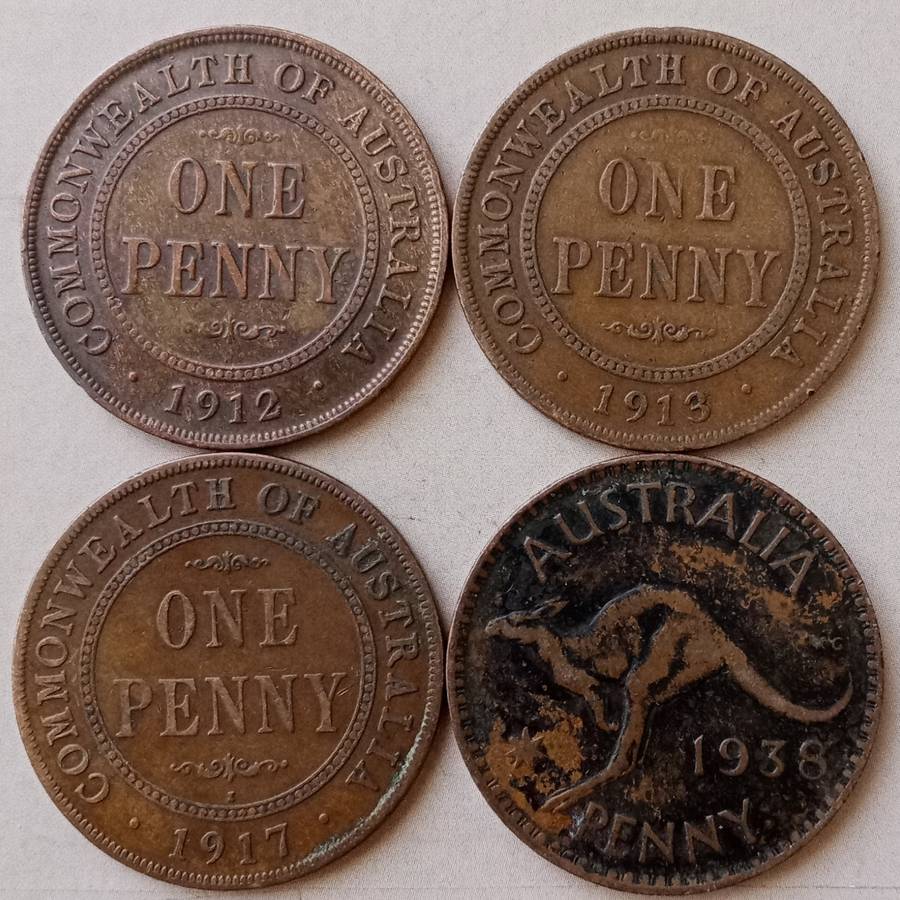 COMMONWEALTH OF AUSTRALIA
ONE
PENNY
· 1912 ·
COMMONWEALTH OF AUSTRALIA
ONE
PENNY
· 1913 ·
COMMONWEALTH OF AUSTRALIA
ONE
PENNY
I
· 1917 ·
AUSTRALIA
1938
PENNY